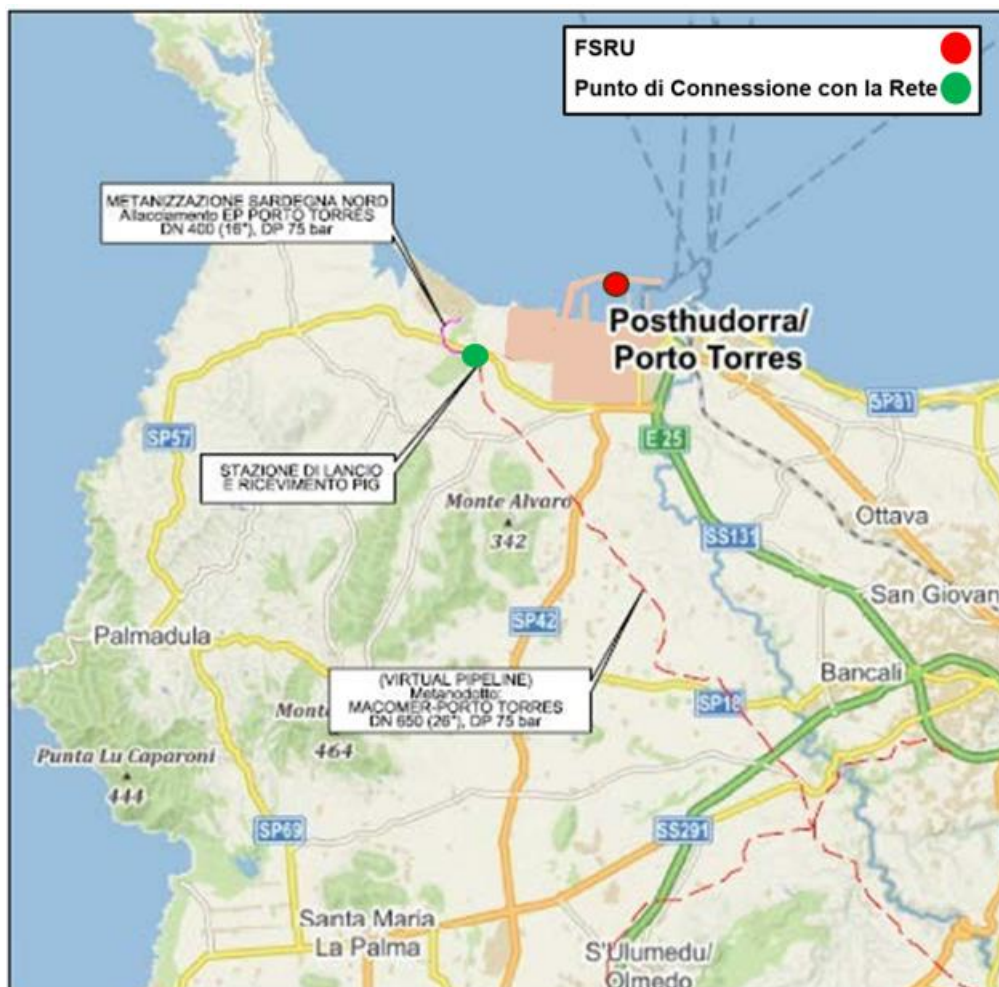 FSRU
Punto di Connessione con la Rete
METANIZZAZIONE SARDEGNA NORD
Allacciamento EP PORTO TORRES
DN 400 (16"), DP 75 bar
Posthudorra/
Porto Torres
SP81
SP57
E 25
STAZIONE DI LANCIO
E RICEVIMENTO PIG
Monte Alvaro
342
Ottava
SS131
San Giovan
SP42
Palmadula
Bancali
(VIRTUAL PIPELINE)
Metanodotto:
MACOMER-PORTO TORRES
DN 650 (26"), DP 75 bar
SP18
Mont
464
Punta Lu Caparoni
444
SP69
SS291
Santa Maria
La Palma
S'Ulumedu/
Olmedo